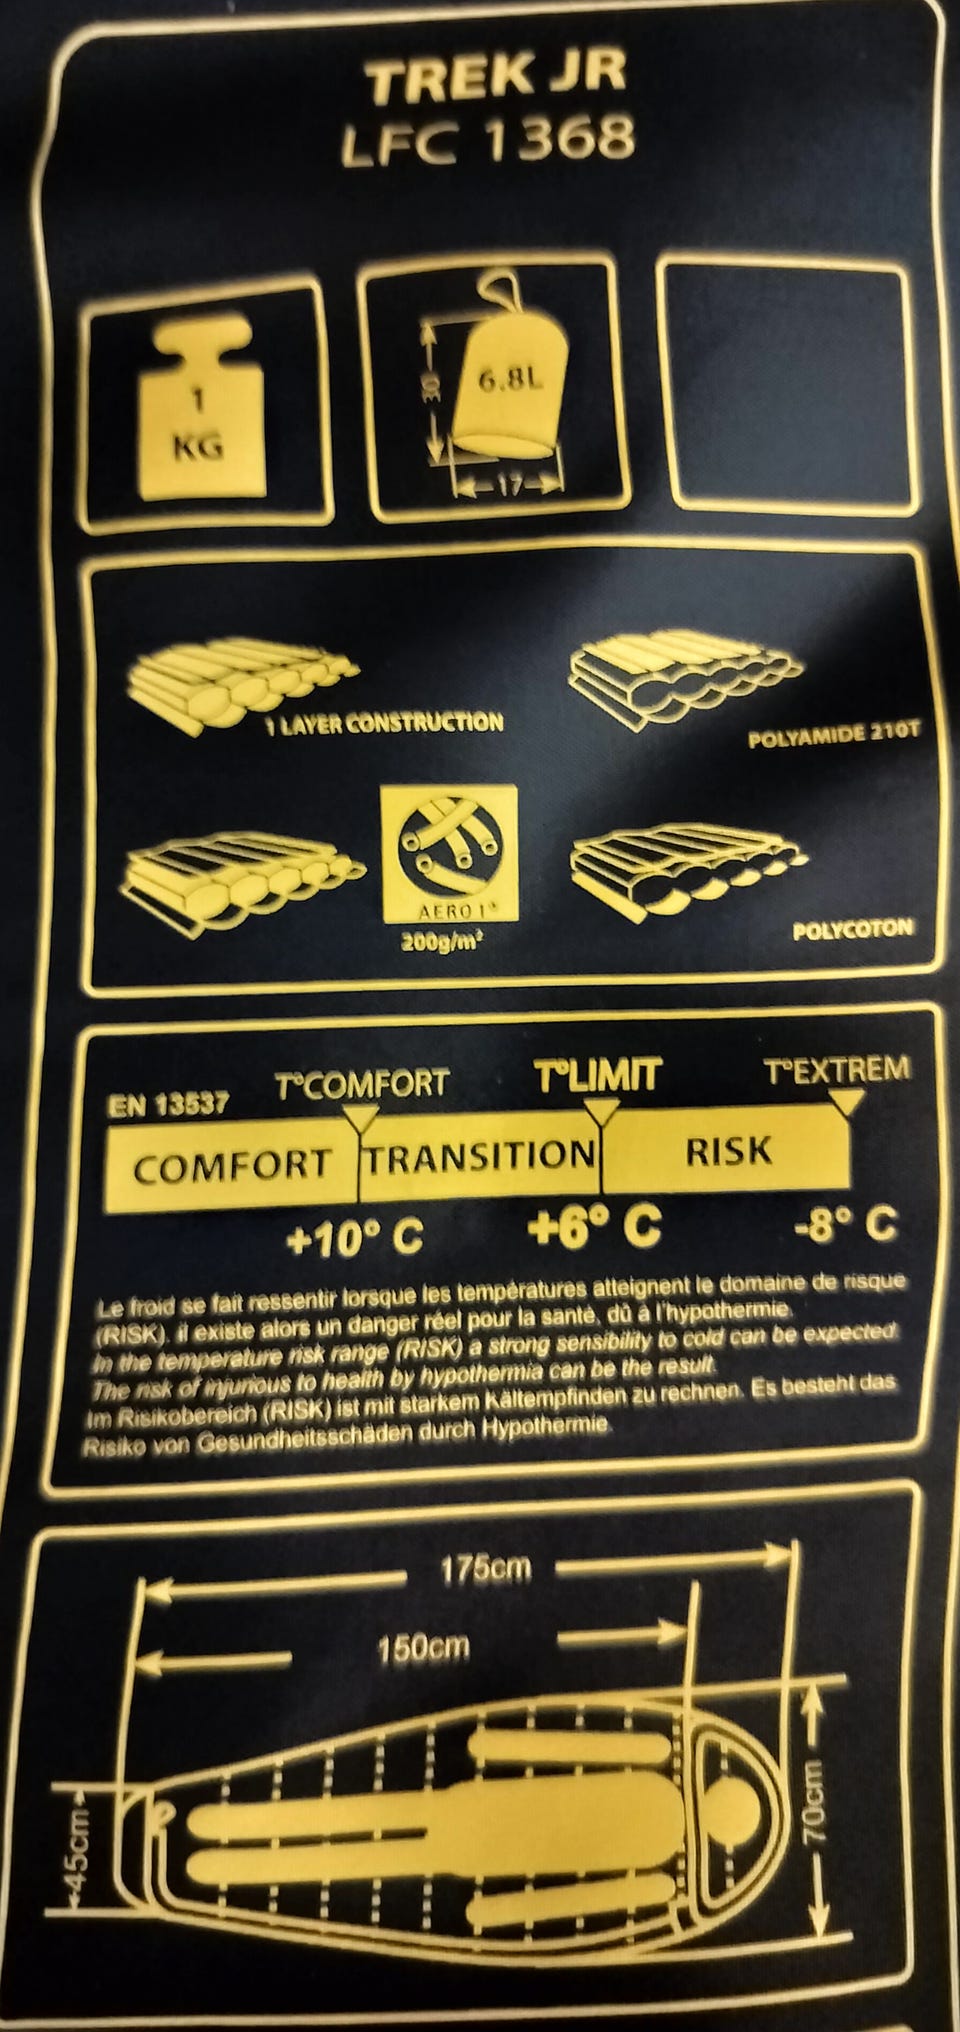 TREK JR
LFC 1368
1
KG
6.8L
30
17
1 LAYER CONSTRUCTION
POLYAMIDE 210T
AERO I®
200g/m²
POLYCOTON
EN 13537
T°COMFORT
T°LIMIT
T°EXTREM
COMFORT
TRANSITION
RISK
+10° C
+6° C
-8° C
Le froid se fait ressentir lorsque les températures atteignent le domaine de risque
(RISK), il existe alors un danger réel pour la santé, dû à l'hypothermie.
In the temperature risk range (RISK) a strong sensibility to cold can be expected.
The risk of injurious to health by hypothermia can be the result.
Im Risikobereich (RISK) ist mit starkem Kältempfinden zu rechnen. Es besteht das
Risiko von Gesundheitsschäden durch Hypothermie.
175cm
150cm
45cm
70cm